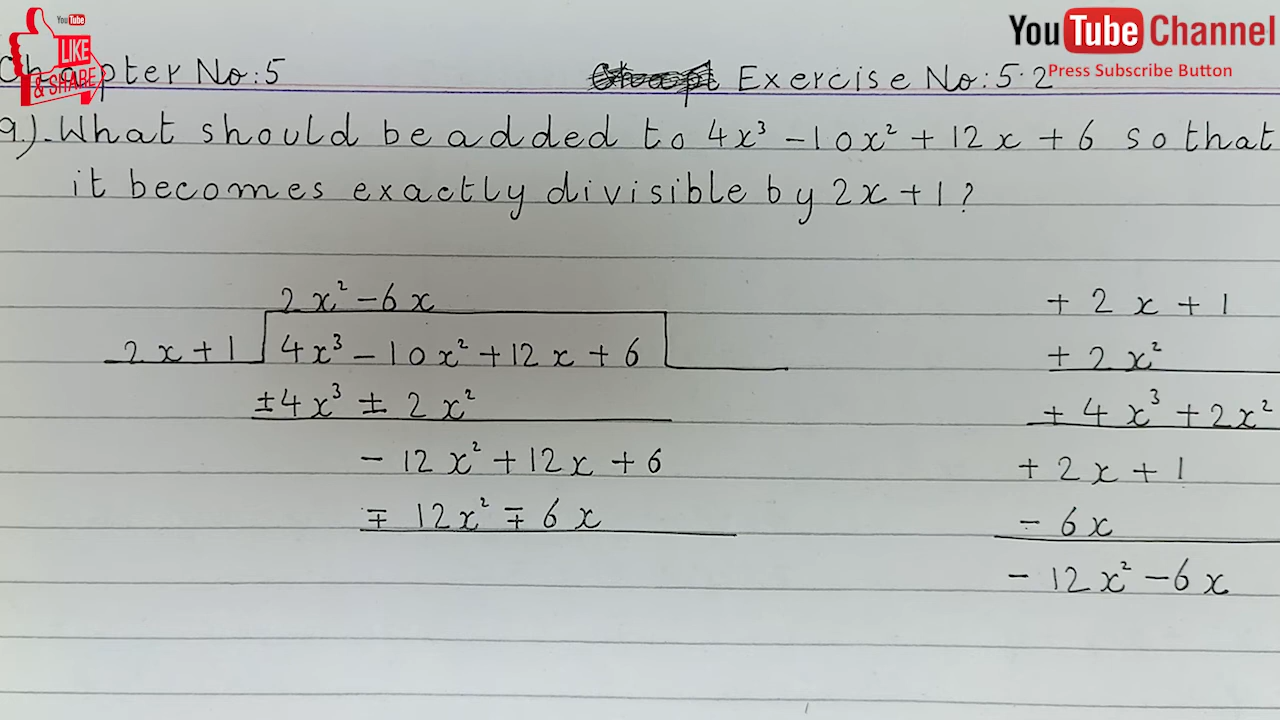 YouTube
LIKE
& SHARE
YouTube Channel
Press Subscribe Button
Chapter No:5 Exercise No:5.2
9.). What should be added to 4x³ - 10x² + 12x + 6 so that
it becomes exactly divisible by 2x + 1?
2x² - 6x
2x + 1 4x³ - 10x² + 12x + 6
± 4x³ ± 2x²
- 12x² + 12x + 6
∓ 12x² ∓ 6x
+ 2x + 1
+ 2x²
+ 4x³ + 2x²
+ 2x + 1
- 6x
- 12x² - 6x